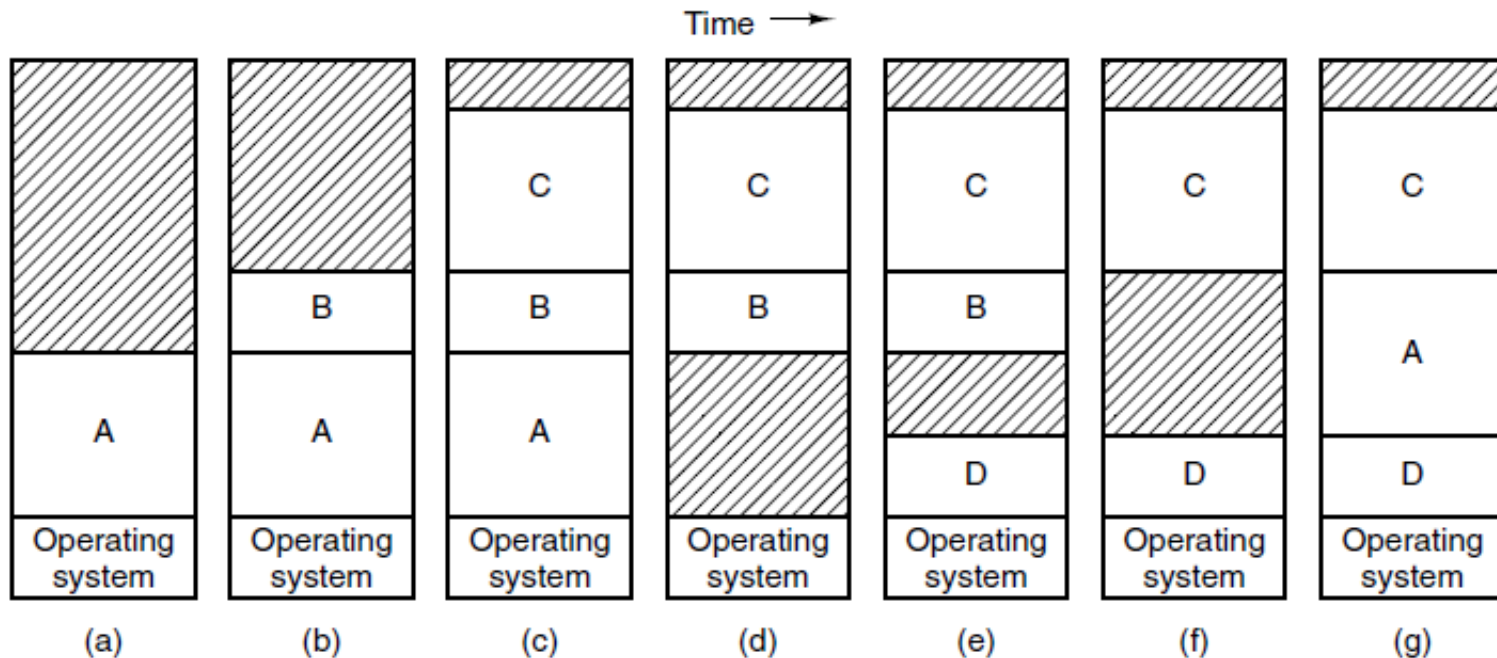 Time
C
C
C
C
C
B
B
B
B
A
A
A
A
D
D
D
Operating
system
Operating
system
Operating
system
Operating
system
Operating
system
Operating
system
Operating
system
(a)
(b)
(c)
(d)
(e)
(f)
(g)